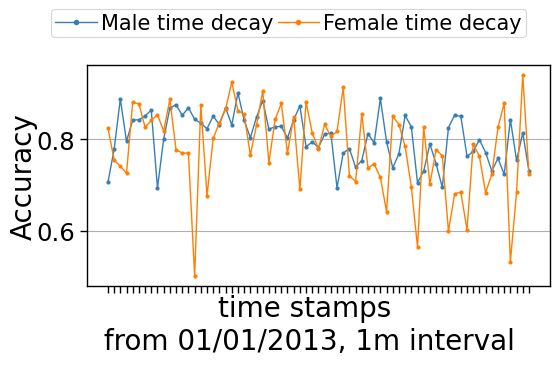 Male time decay Female time decay
Accuracy
0.8
0.6
time stamps
from 01/01/2013, 1m interval